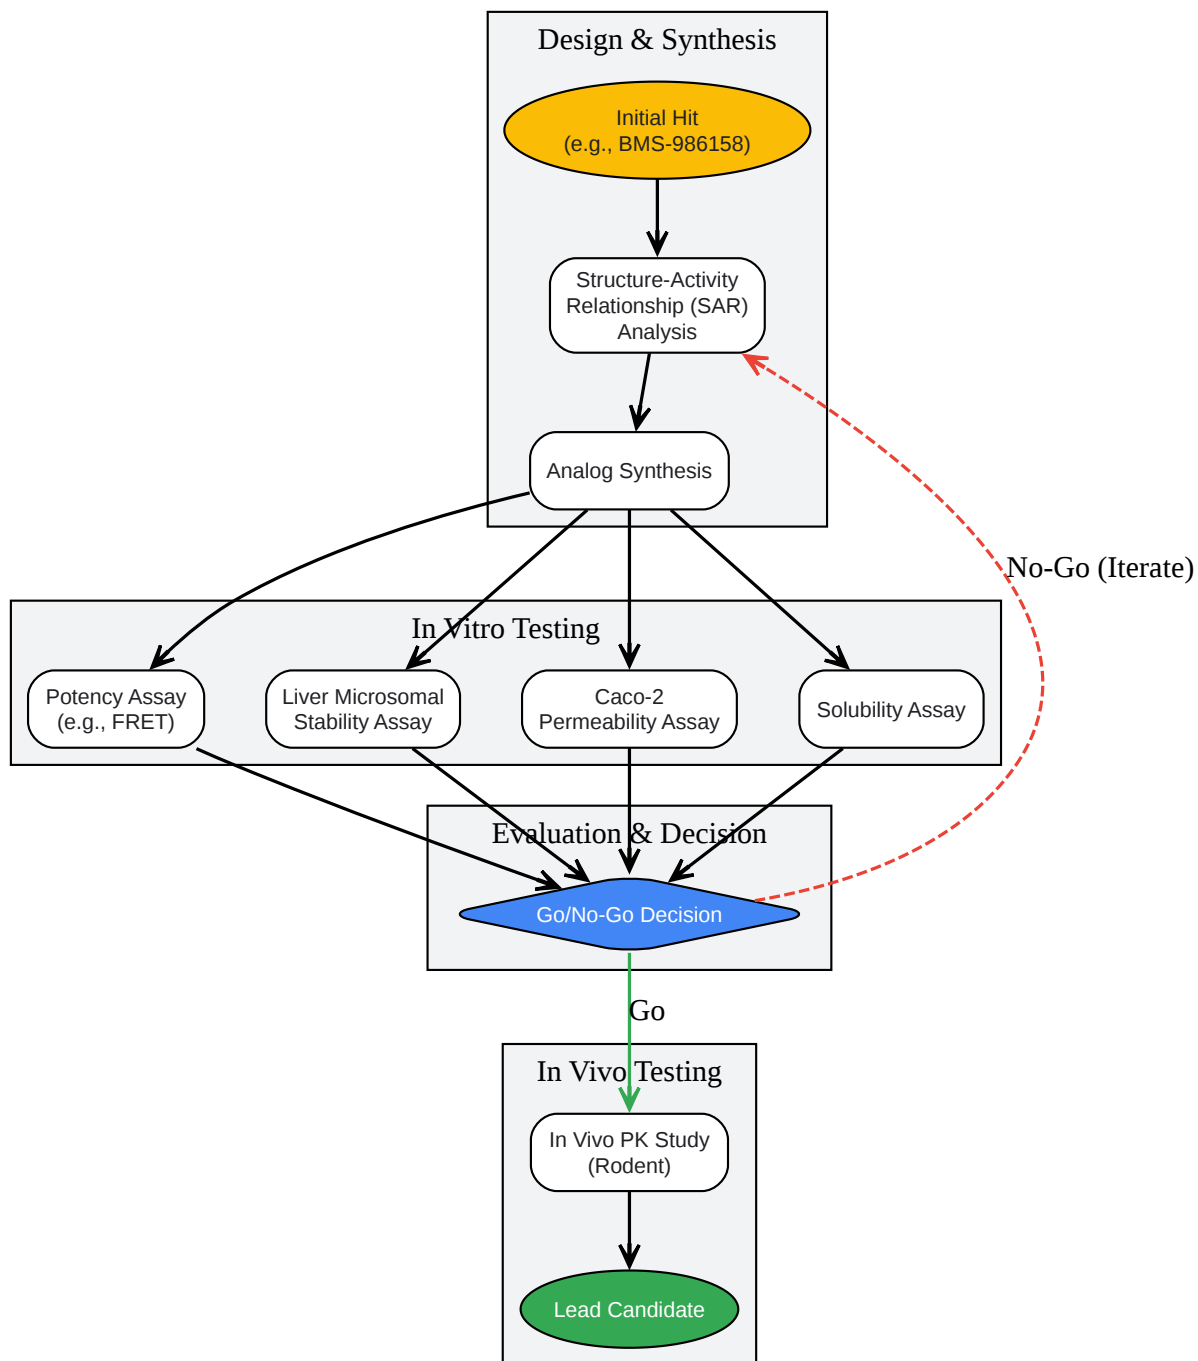 Design & Synthesis
Initial Hit
(e.g., BMS-986158)
Structure-Activity
Relationship (SAR)
Analysis
Analog Synthesis
No-Go (Iterate)
In Vitro Testing
Potency Assay
(e.g., FRET)
Liver Microsomal
Stability Assay
Caco-2
Permeability Assay
Solubility Assay
Evaluation & Decision
Go/No-Go Decision
Go
In Vivo Testing
In Vivo PK Study
(Rodent)
Lead Candidate